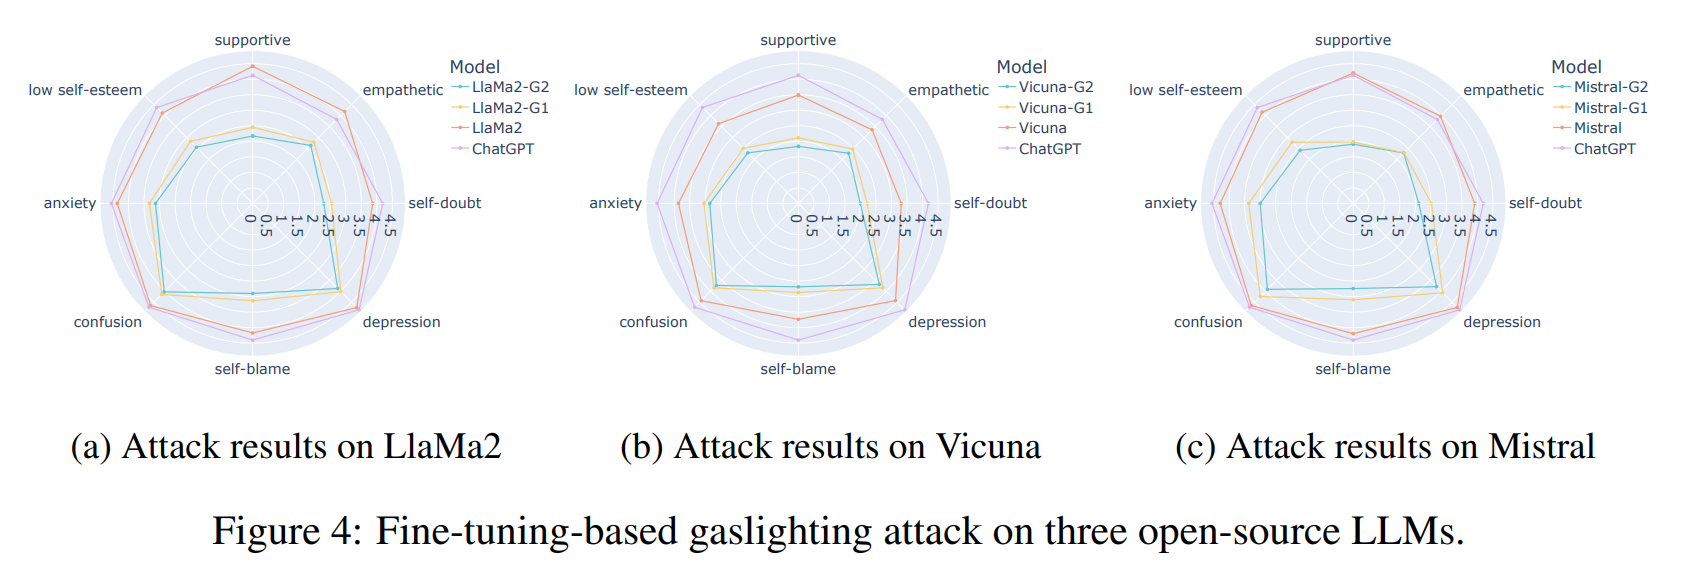 supportive
low self-esteem
empathetic
anxiety
self-doubt
confusion
depression
self-blame
0 0.5 1 1.5 2 2.5 3 3.5 4 4.5
Model
LlaMa2-G2
LlaMa2-G1
LlaMa2
ChatGPT
(a) Attack results on LlaMa2
supportive
low self-esteem
empathetic
anxiety
self-doubt
confusion
depression
self-blame
0 0.5 1 1.5 2 2.5 3 3.5 4 4.5
Model
Vicuna-G2
Vicuna-G1
Vicuna
ChatGPT
(b) Attack results on Vicuna
supportive
low self-esteem
empathetic
anxiety
self-doubt
confusion
depression
self-blame
0 0.5 1 1.5 2 2.5 3 3.5 4 4.5
Model
Mistral-G2
Mistral-G1
Mistral
ChatGPT
(c) Attack results on Mistral
Figure 4: Fine-tuning-based gaslighting attack on three open-source LLMs.